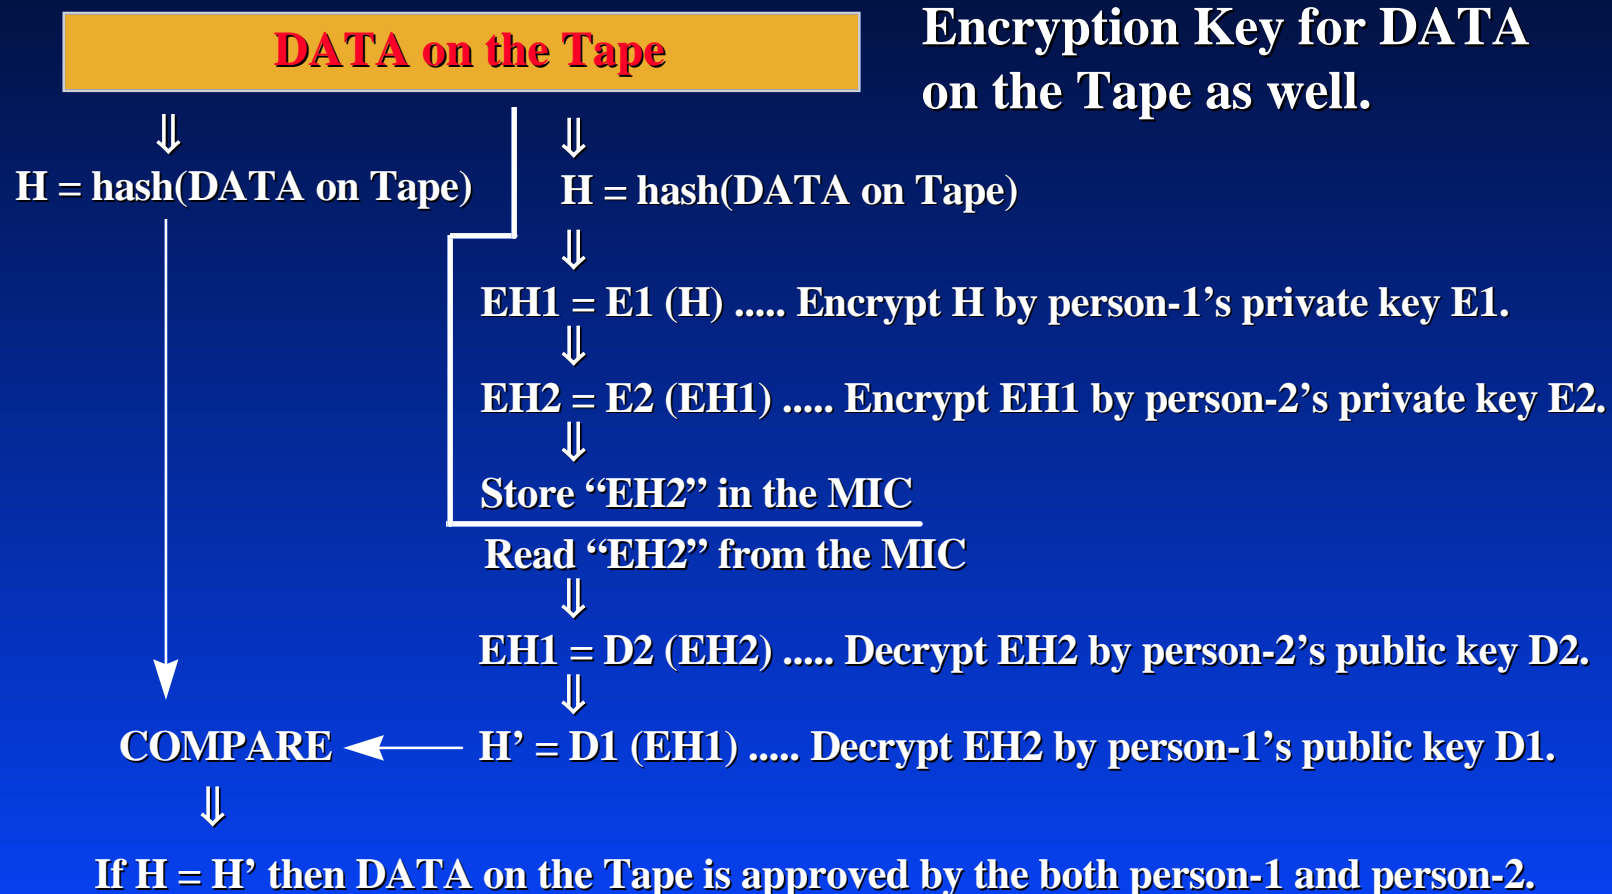 DATA on the Tape
Encryption Key for DATA
on the Tape as well.
⇓
⇓
H = hash(DATA on Tape)
H = hash(DATA on Tape)
⇓
EH1 = E1 (H) ..... Encrypt H by person-1’s private key E1.
⇓
EH2 = E2 (EH1) ..... Encrypt EH1 by person-2’s private key E2.
⇓
Store “EH2” in the MIC
Read “EH2” from the MIC
⇓
EH1 = D2 (EH2) ..... Decrypt EH2 by person-2’s public key D2.
⇓
COMPARE
H’ = D1 (EH1) ..... Decrypt EH2 by person-1’s public key D1.
⇓
If H = H’ then DATA on the Tape is approved by the both person-1 and person-2.